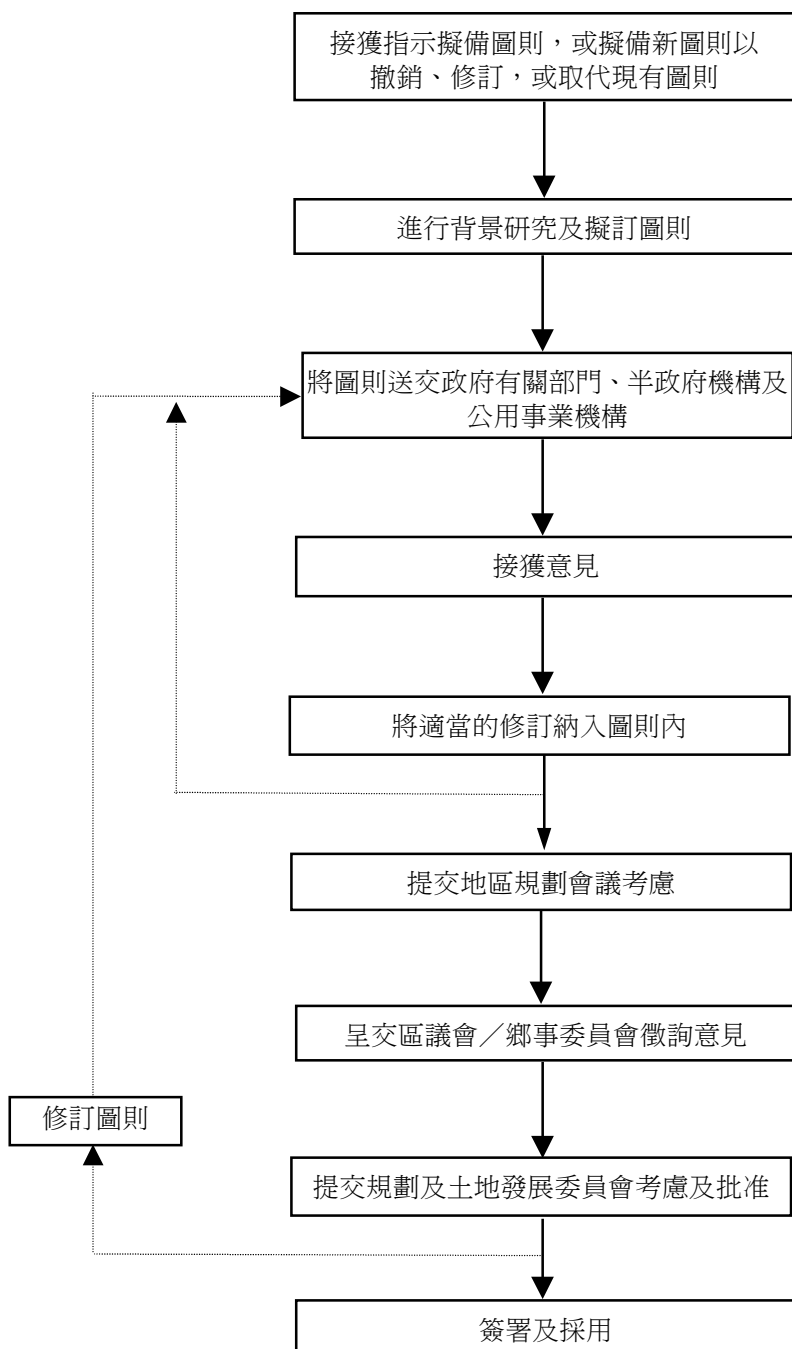 接獲指示擬備圖則，或擬備新圖則以
撤銷、修訂，或取代現有圖則
進行背景研究及擬訂圖則
將圖則送交政府有關部門、半政府機構及
公用事業機構
接獲意見
將適當的修訂納入圖則內
提交地區規劃會議考慮
呈交區議會／鄉事委員會徵詢意見
修訂圖則
提交規劃及土地發展委員會考慮及批准
簽署及採用